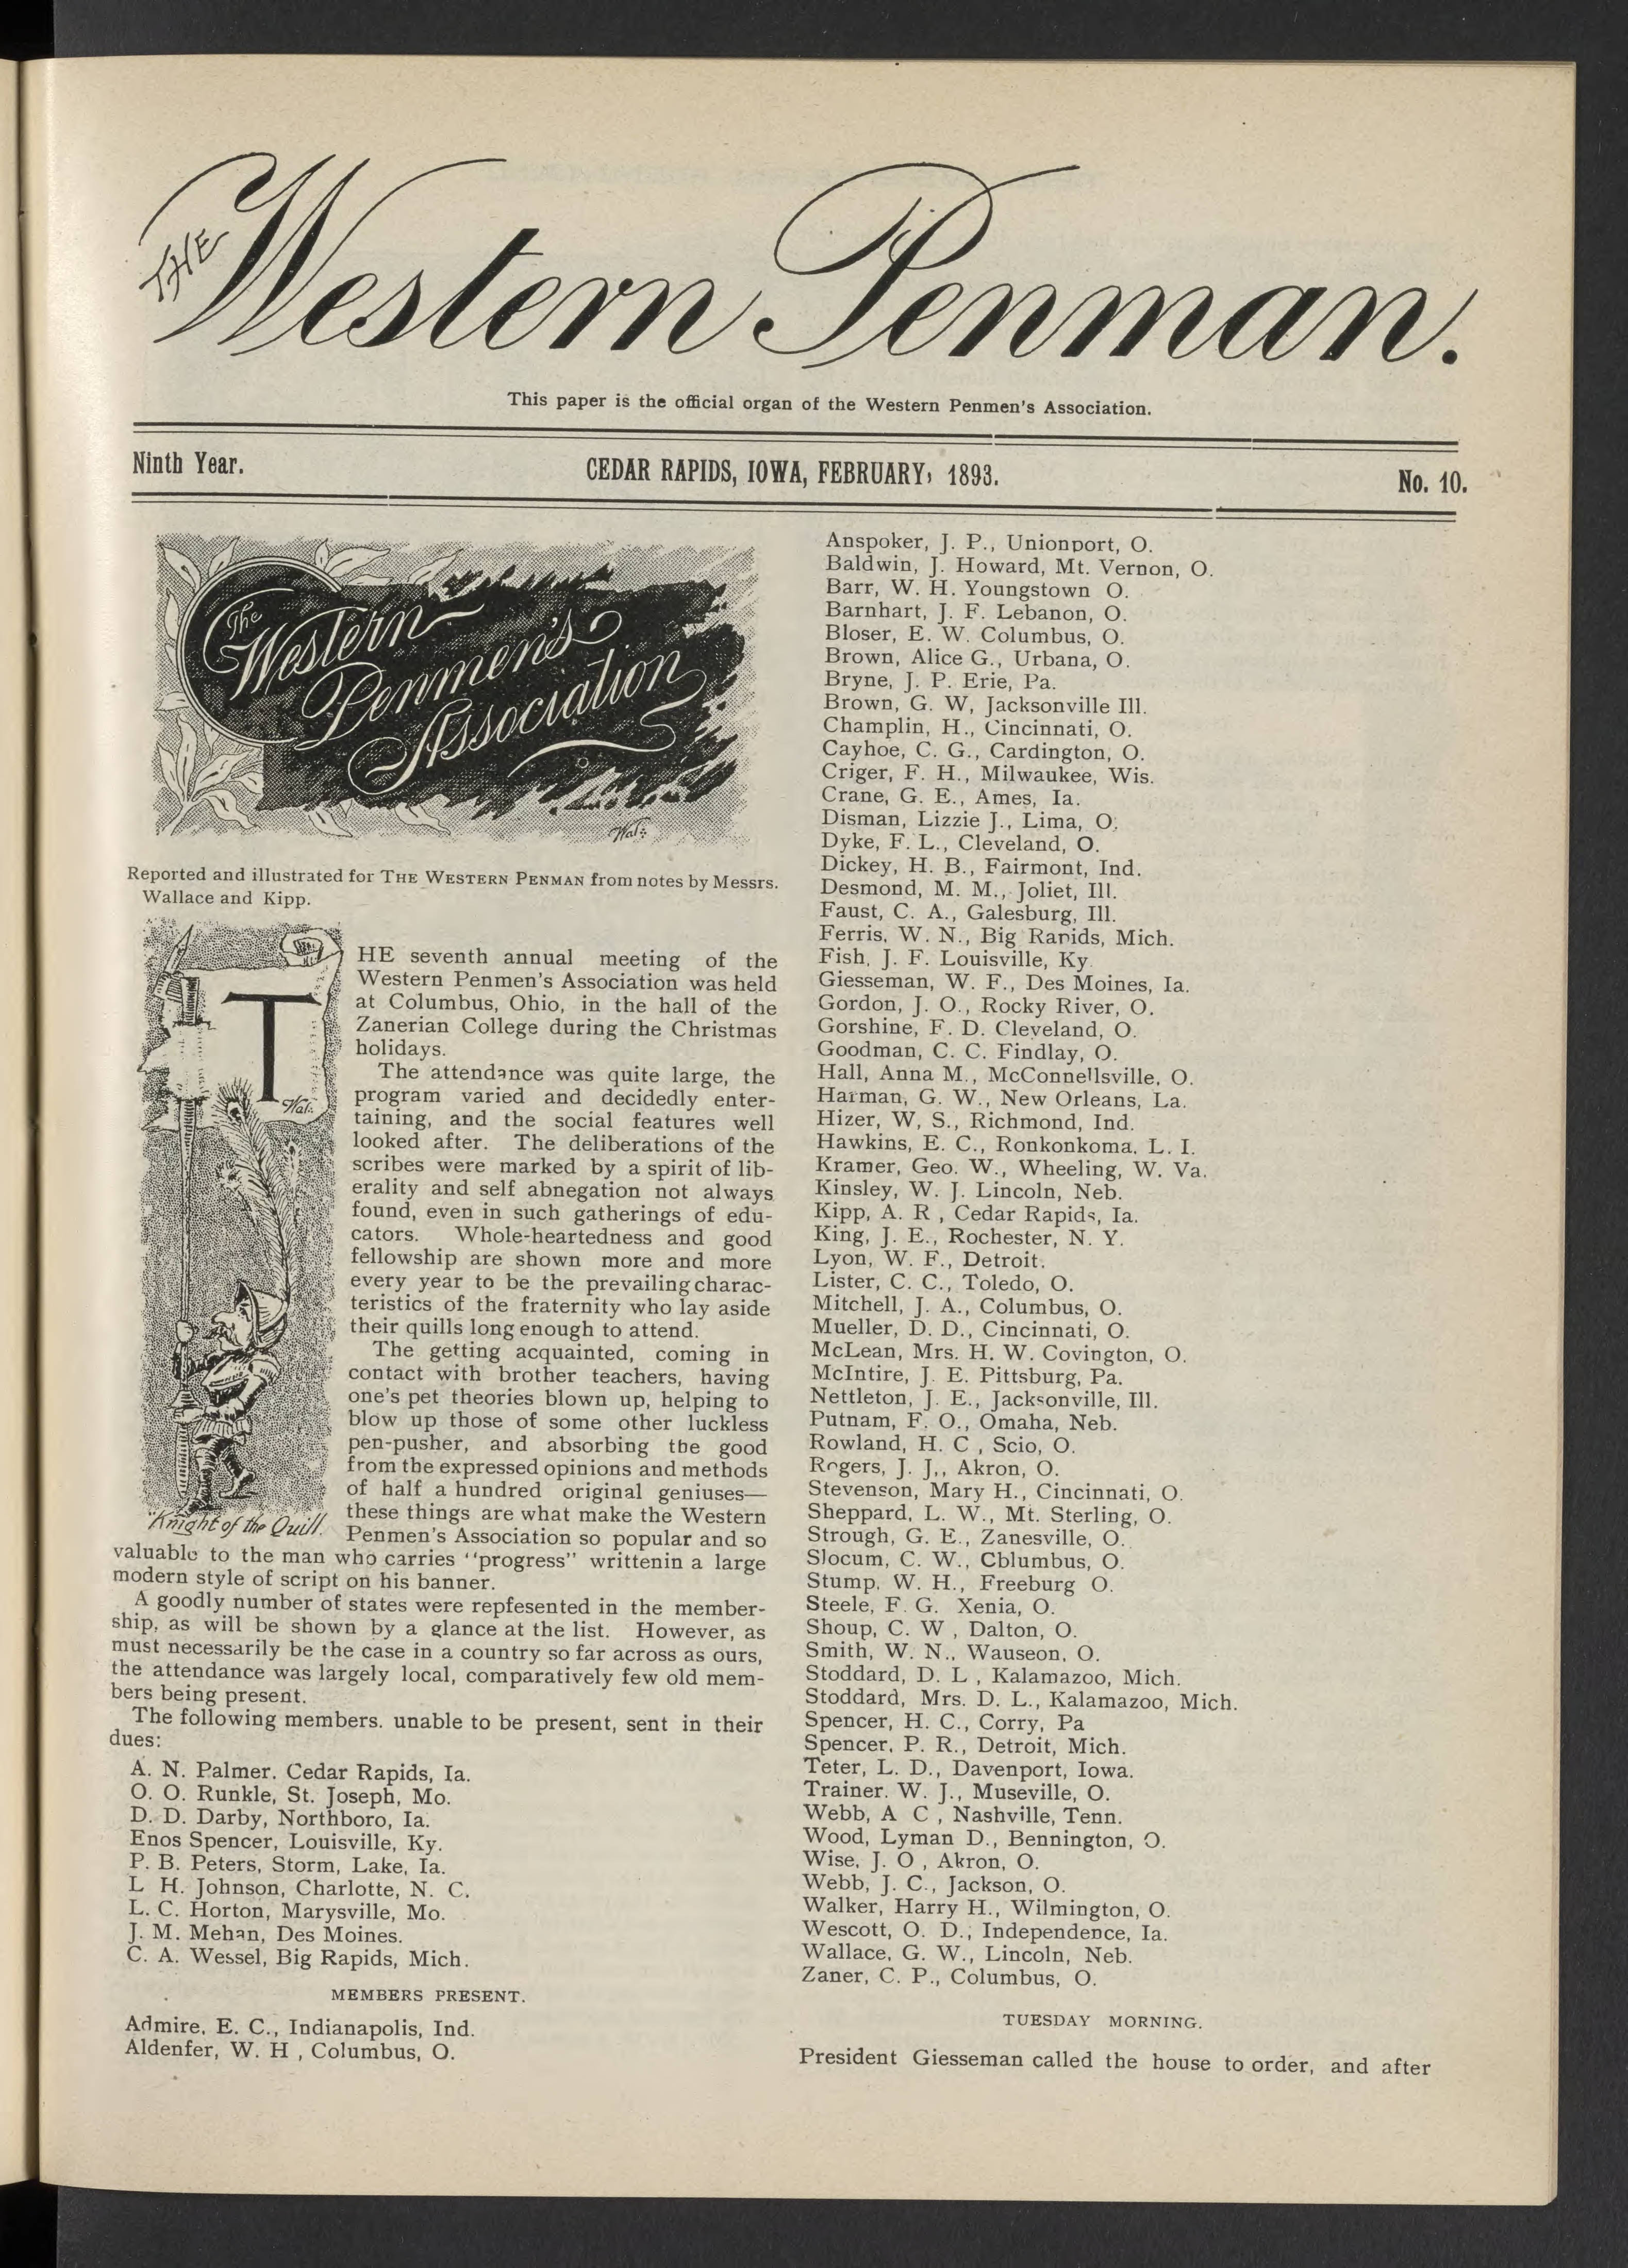 THE Western Penman.
This paper is the official organ of the Western Penmen's Association.
Ninth Year.
CEDAR RAPIDS, IOWA, FEBRUARY, 1893.
No. 10.
The
Western
Penmen's
Association
Wal:
Reported and illustrated for THE WESTERN PENMAN from notes by Messrs.
Wallace and Kipp.
T
Wal:
"Knight of the Quill.
HE seventh annual meeting of the
Western Penmen's Association was held
at Columbus, Ohio, in the hall of the
Zanerian College during the Christmas
holidays.
The attendance was quite large, the
program varied and decidedly enter-
taining, and the social features well
looked after. The deliberations of the
scribes were marked by a spirit of lib-
erality and self abnegation not always
found, even in such gatherings of edu-
cators. Whole-heartedness and good
fellowship are shown more and more
every year to be the prevailing charac-
teristics of the fraternity who lay aside
their quills long enough to attend.
The getting acquainted, coming in
contact with brother teachers, having
one's pet theories blown up, helping to
blow up those of some other luckless
pen-pusher, and absorbing the good
from the expressed opinions and methods
of half a hundred original geniuses—
these things are what make the Western
Penmen's Association so popular and so
valuable to the man who carries "progress" writtenin a large
modern style of script on his banner.
A goodly number of states were repfesented in the member-
ship, as will be shown by a glance at the list. However, as
must necessarily be the case in a country so far across as ours,
the attendance was largely local, comparatively few old mem-
bers being present.
The following members. unable to be present, sent in their
dues:
A. N. Palmer. Cedar Rapids, Ia.
O. O. Runkle, St. Joseph, Mo.
D. D. Darby, Northboro, Ia.
Enos Spencer, Louisville, Ky.
P. B. Peters, Storm, Lake, Ia.
L H. Johnson, Charlotte, N. C.
L. C. Horton, Marysville, Mo.
J. M. Mehan, Des Moines.
C. A. Wessel, Big Rapids, Mich.
MEMBERS PRESENT.
Admire. E. C., Indianapolis, Ind.
Aldenfer, W. H , Columbus, O.
Anspoker, J. P., Unionport, O.
Baldwin, J. Howard, Mt. Vernon, O.
Barr, W. H. Youngstown O.
Barnhart, J. F. Lebanon, O.
Bloser, E. W. Columbus, O.
Brown, Alice G., Urbana, O.
Bryne, J. P. Erie, Pa.
Brown, G. W, Jacksonville Ill.
Champlin, H., Cincinnati, O.
Cayhoe, C. G., Cardington, O.
Criger, F. H., Milwaukee, Wis.
Crane, G. E., Ames, Ia.
Disman, Lizzie J., Lima, O.
Dyke, F. L., Cleveland, O.
Dickey, H. B., Fairmont, Ind.
Desmond, M. M., Joliet, Ill.
Faust, C. A., Galesburg, Ill.
Ferris, W. N., Big Rapids, Mich.
Fish, J. F. Louisville, Ky
Giesseman, W. F., Des Moines, Ia.
Gordon, J. O., Rocky River, O.
Gorshine, F. D. Cleveland, O.
Goodman, C. C. Findlay, O.
Hall, Anna M., McConnellsville, O.
Harman, G. W., New Orleans, La.
Hizer, W, S., Richmond, Ind.
Hawkins, E. C., Ronkonkoma. L. I.
Kramer, Geo. W., Wheeling, W. Va.
Kinsley, W. J. Lincoln, Neb.
Kipp, A. R , Cedar Rapids, Ia.
King, J. E., Rochester, N. Y.
Lyon, W. F., Detroit.
Lister, C. C., Toledo, O.
Mitchell, J. A., Columbus, O.
Mueller, D. D., Cincinnati, O.
McLean, Mrs. H. W. Covington, O.
McIntire, J. E. Pittsburg, Pa.
Nettleton, J. E., Jacksonville, Ill.
Putnam, F. O., Omaha, Neb.
Rowland, H. C , Scio, O.
Rogers, J. J,, Akron, O.
Stevenson, Mary H., Cincinnati, O.
Sheppard, L. W., Mt. Sterling, O.
Strough, G. E., Zanesville, O.
Slocum, C. W., Cblumbus, O.
Stump. W. H., Freeburg O.
Steele, F. G. Xenia, O.
Shoup, C. W , Dalton, O.
Smith, W. N., Wauseon, O.
Stoddard, D. L , Kalamazoo, Mich.
Stoddard, Mrs. D. L., Kalamazoo, Mich.
Spencer, H. C., Corry, Pa
Spencer, P. R., Detroit, Mich.
Teter, L. D., Davenport, Iowa.
Trainer. W. J., Museville, O.
Webb, A C , Nashville, Tenn.
Wood, Lyman D., Bennington, O.
Wise, J. O , Akron, O.
Webb, J. C., Jackson, O.
Walker, Harry H., Wilmington, O.
Wescott, O. D., Independence, Ia.
Wallace, G. W., Lincoln, Neb.
Zaner, C. P., Columbus, O.
TUESDAY MORNING.
President Giesseman called the house to order, and after